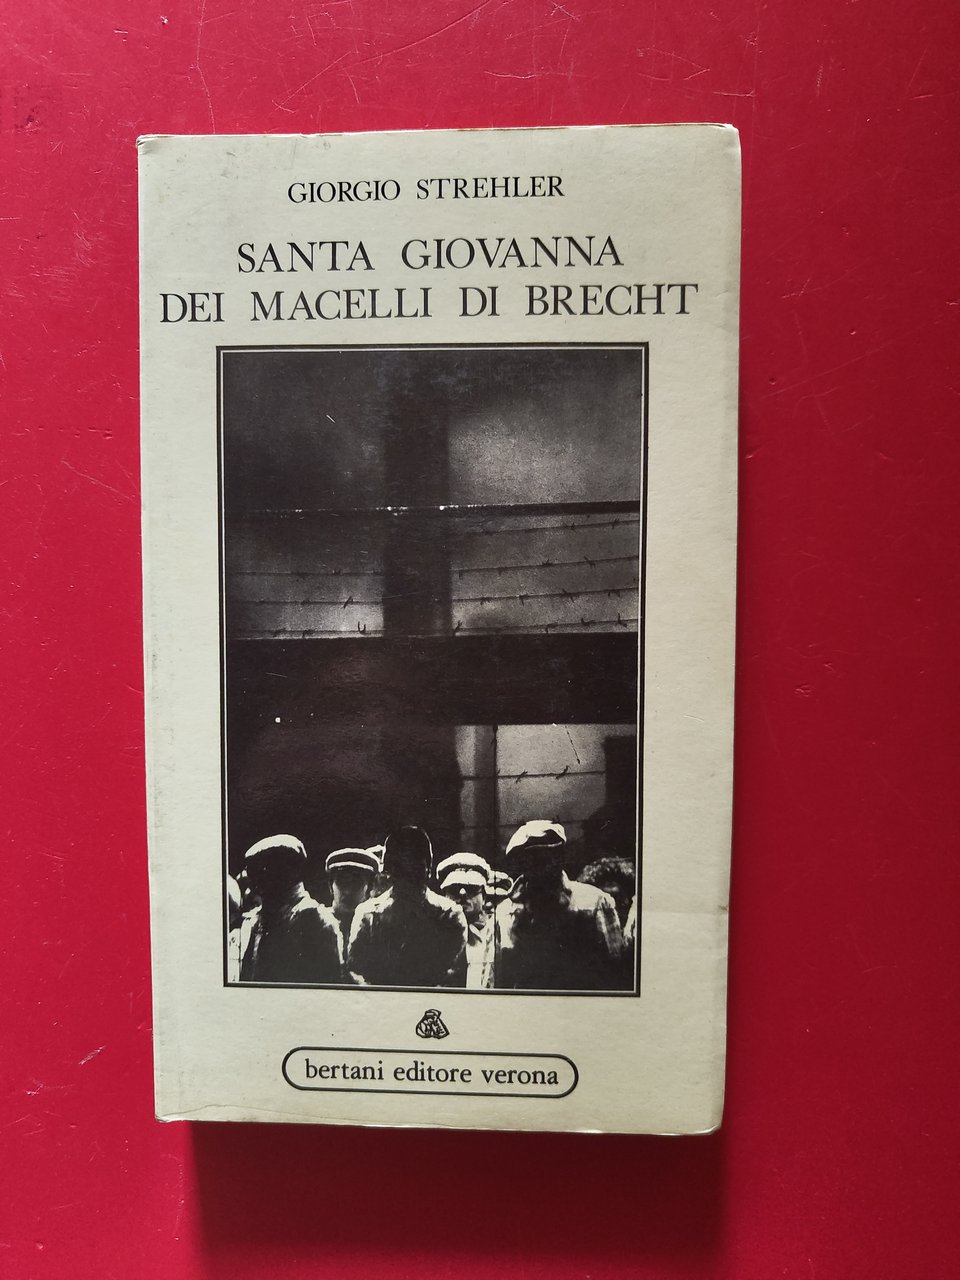 GIORGIO STREHLER
SANTA GIOVANNA
DEI MACELLI DI BRECHT
bertani editore verona